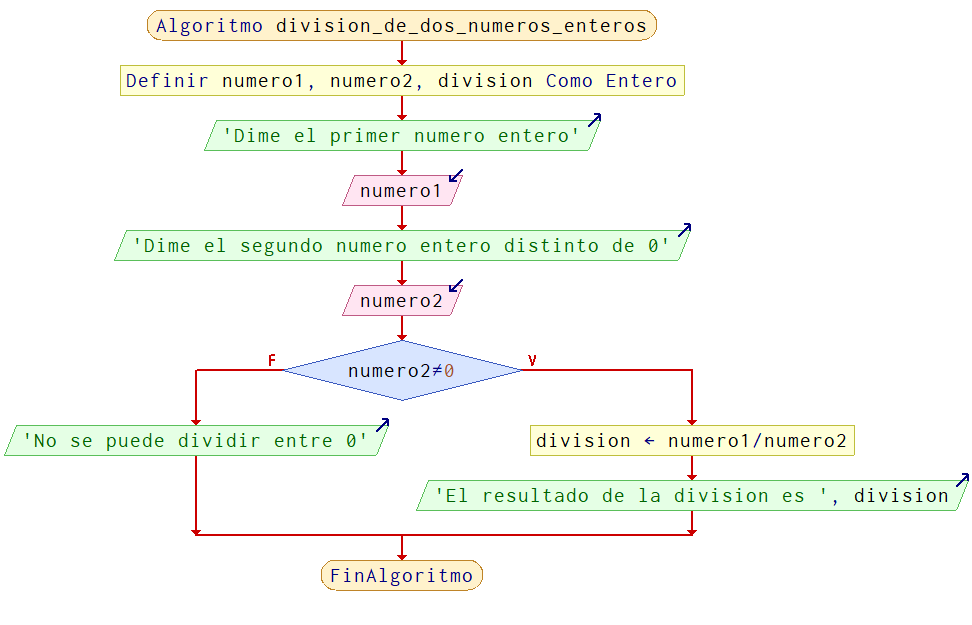 Algoritmo division_de_dos_numeros_enteros
Definir numero1, numero2, division Como Entero
'Dime el primer numero entero'
numero1
'Dime el segundo numero entero distinto de 0'
numero2
F
V
numero2≠0
'No se puede dividir entre 0'
division ← numero1/numero2
'El resultado de la division es ', division
FinAlgoritmo